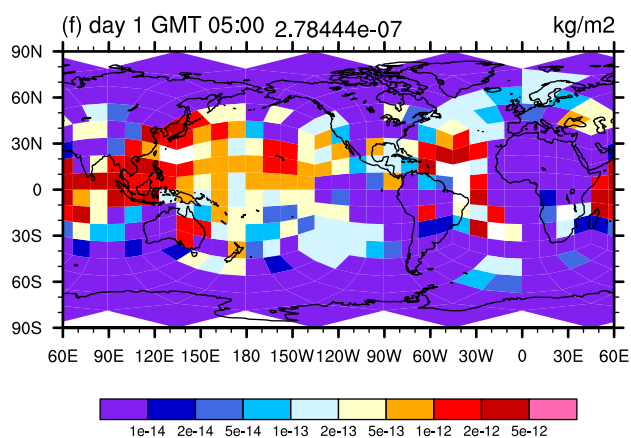 (f) day 1 GMT 05:00 2.78444e-07 kg/m2
90N
60N
30N
0
30S
60S
90S
60E 90E 120E 150E 180 150W 120W 90W 60W 30W 0 30E 60E
1e-14 2e-14 5e-14 1e-13 2e-13 5e-13 1e-12 2e-12 5e-12